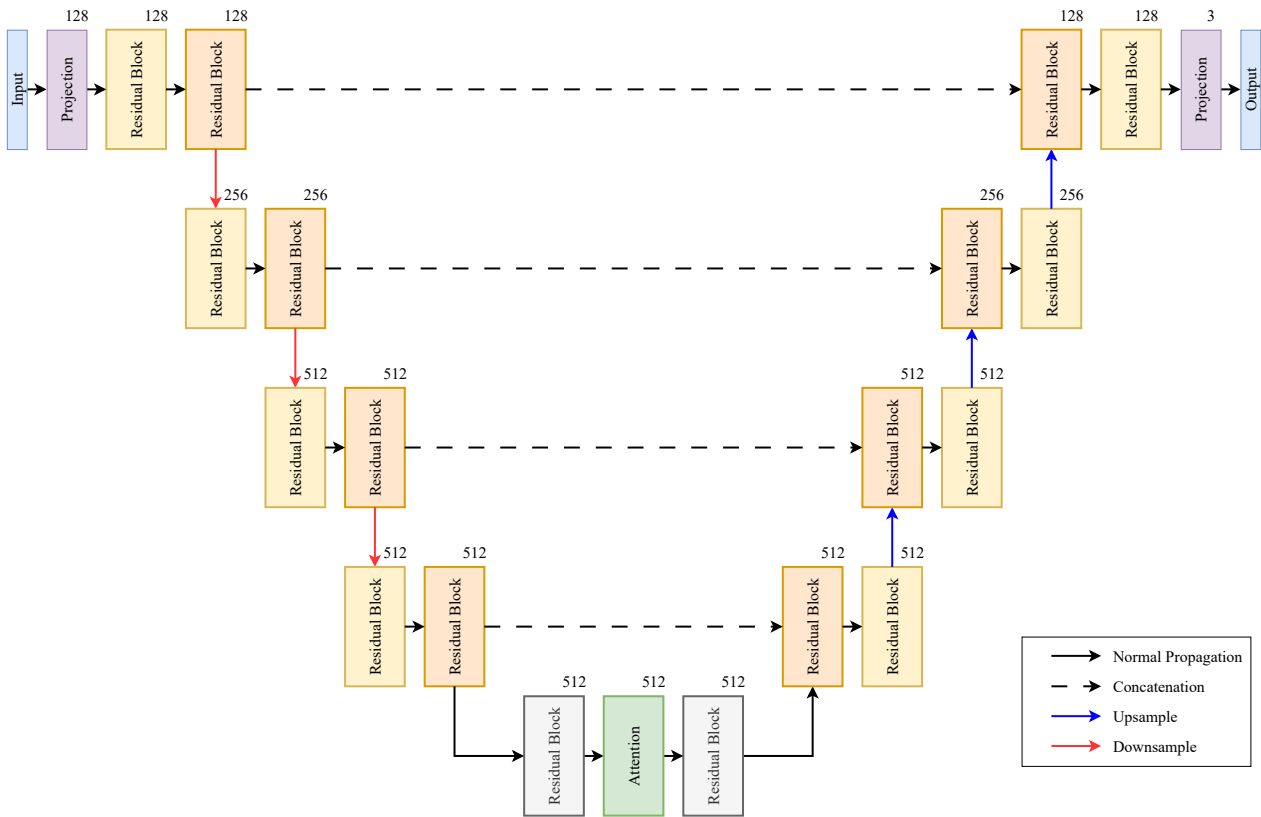 128 128 128 128 128 3
Input Projection Residual Block Residual Block Residual Block Residual Block Projection Output
256 256 256 256
Residual Block Residual Block Residual Block Residual Block
512 512 512 512
Residual Block Residual Block Residual Block Residual Block
512 512 512 512
Residual Block Residual Block Residual Block Residual Block
512 512 512
Residual Block Attention Residual Block
Normal Propagation
Concatenation
Upsample
Downsample